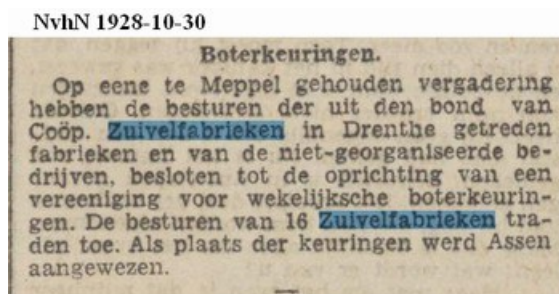 NvhN 1928-10-30
Boterkeuringen.
Op eene te Meppel gehouden vergadering
hebben de besturen der uit den bond van
Coöp. Zuivelfabrieken in Drenthe getreden
fabrieken en van de niet-georganiseerde be-
drijven, besloten tot de oprichting van een
vereeniging voor wekelijksche boterkeurin-
gen. De besturen van 16 Zuivelfabrieken tra-
den toe. Als plaats der keuringen werd Assen
aangewezen.